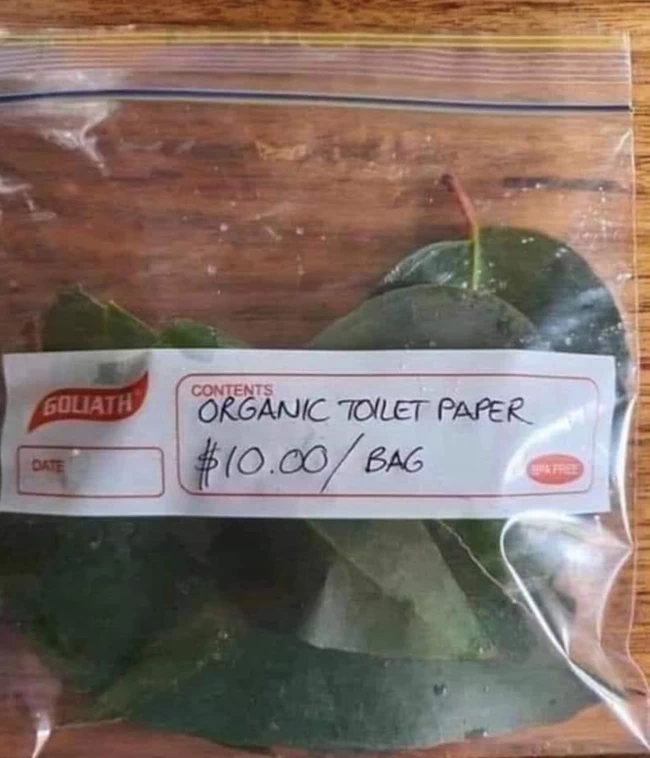 GOLIATH
CONTENTS
ORGANIC TOILET PAPER
$10.00/BAG
DATE
BPA FREE